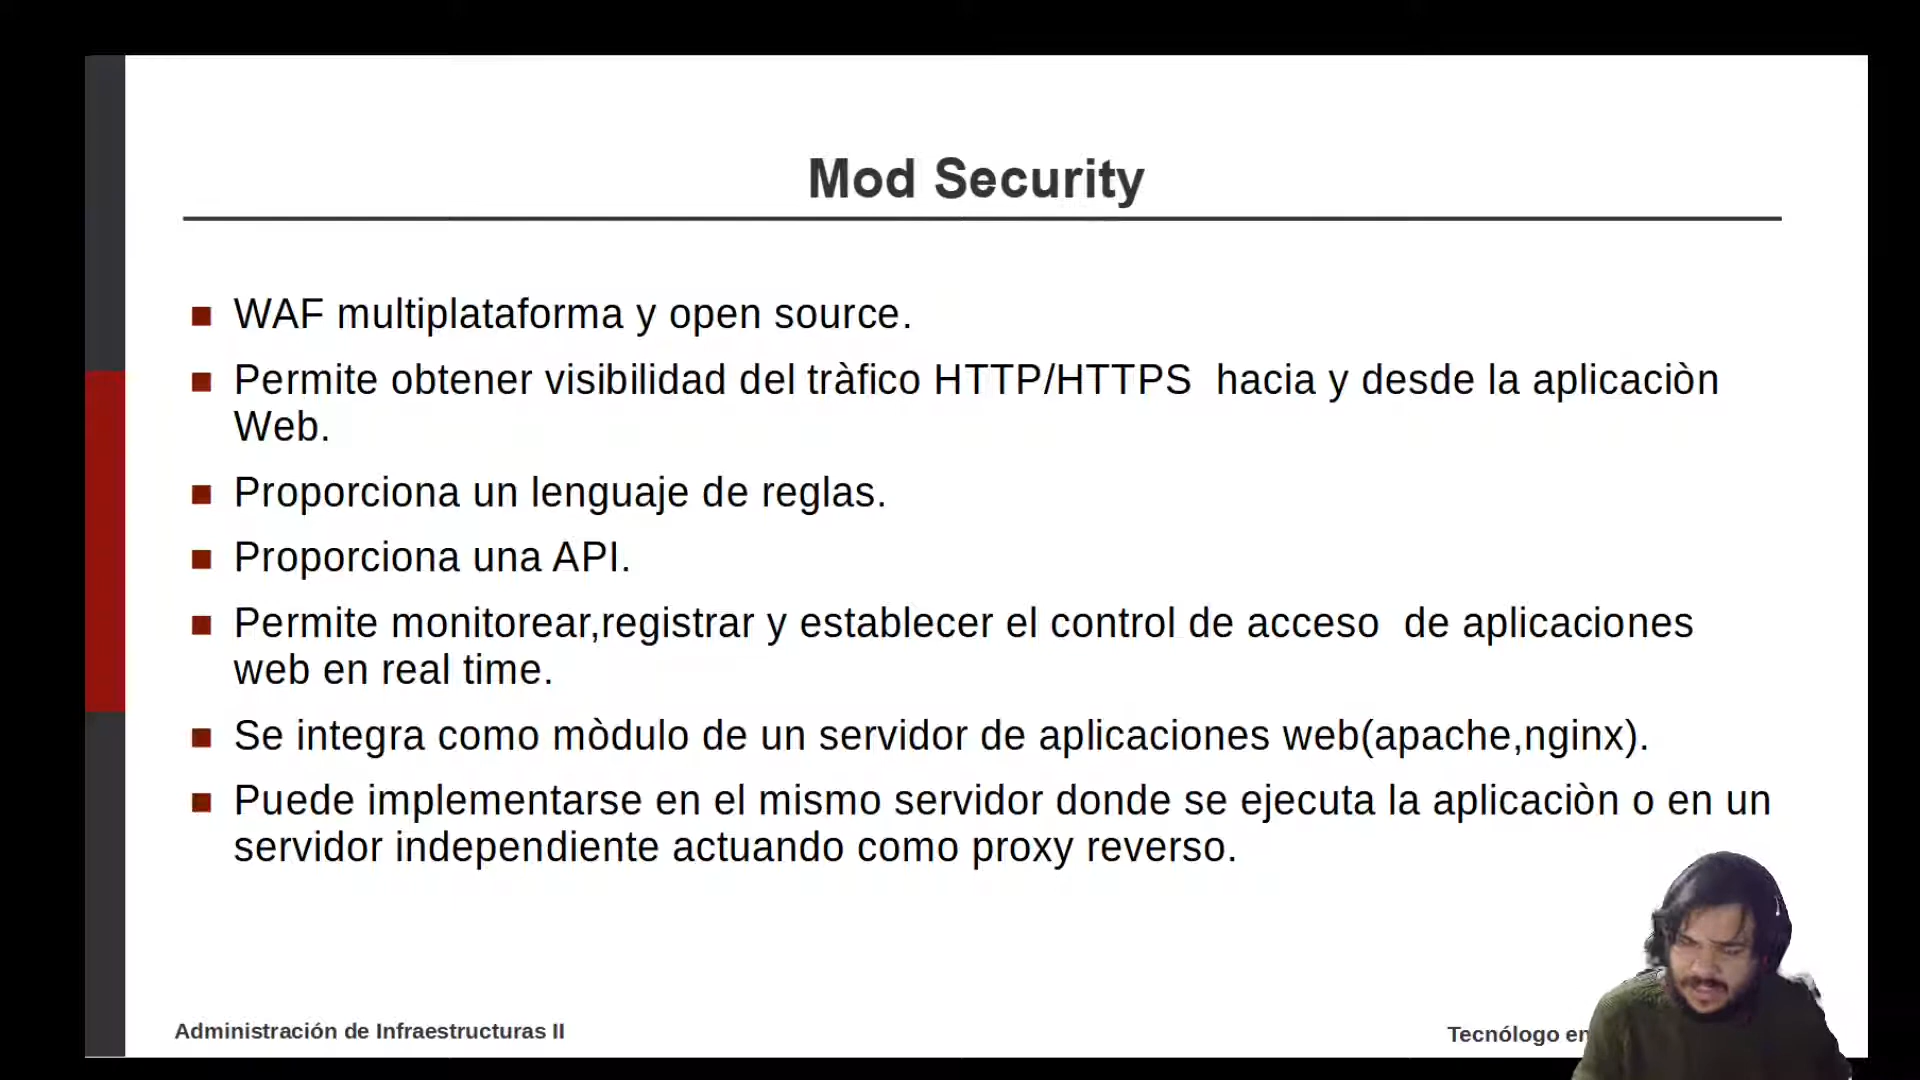 Mod Security
WAF multiplataforma y open source.
Permite obtener visibilidad del tràfico HTTP/HTTPS  hacia y desde la aplicaciòn
Web.
Proporciona un lenguaje de reglas.
Proporciona una API.
Permite monitorear,registrar y establecer el control de acceso  de aplicaciones
web en real time.
Se integra como mòdulo de un servidor de aplicaciones web(apache,nginx).
Puede implementarse en el mismo servidor donde se ejecuta la aplicaciòn o en un
servidor independiente actuando como proxy reverso.
Administración de Infraestructuras II
Tecnólogo en